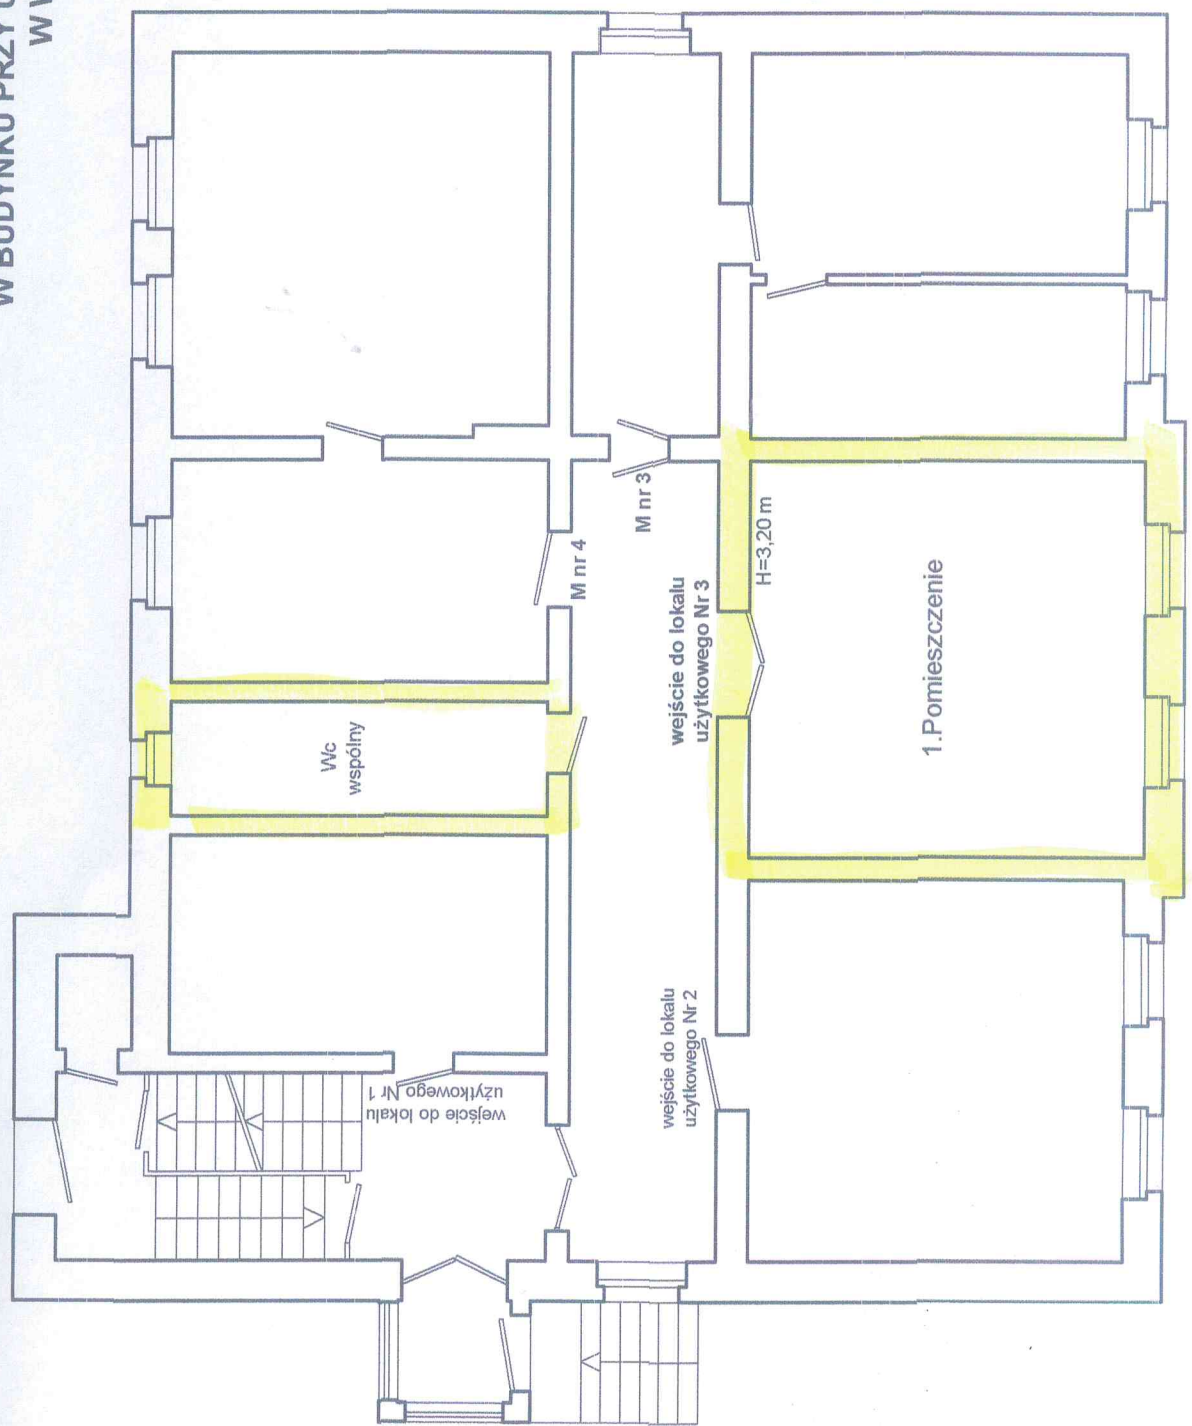 W BUDYNKU PRZY
W
Wc
wspólny
M nr 4
M nr 3
wejście do lokalu
użytkowego Nr 3
H=3,20 m
1.Pomieszczenie
wejście do lokalu
użytkowego Nr 1
wejście do lokalu
użytkowego Nr 2